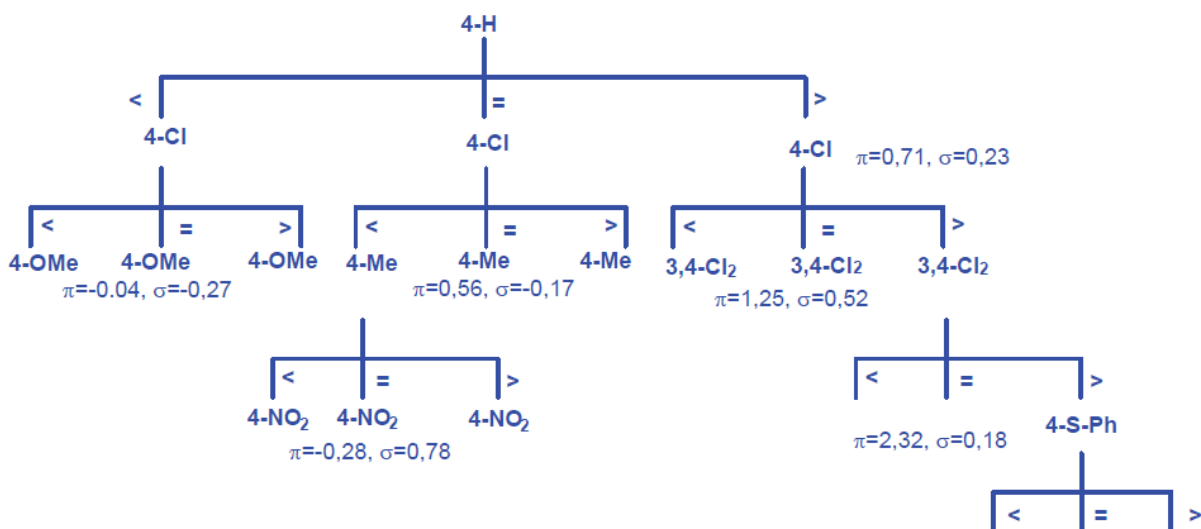 4-H
< = >
4-Cl 4-Cl 4-Cl π=0,71, σ=0,23
< = > < = > < = >
4-OMe 4-OMe 4-OMe 4-Me 4-Me 4-Me 3,4-Cl₂ 3,4-Cl₂ 3,4-Cl₂
π=-0.04, σ=-0,27 π=0,56, σ=-0,17 π=1,25, σ=0,52
< = > < = >
4-NO₂ 4-NO₂ 4-NO₂ 4-S-Ph
π=-0,28, σ=0,78 π=2,32, σ=0,18
< = >